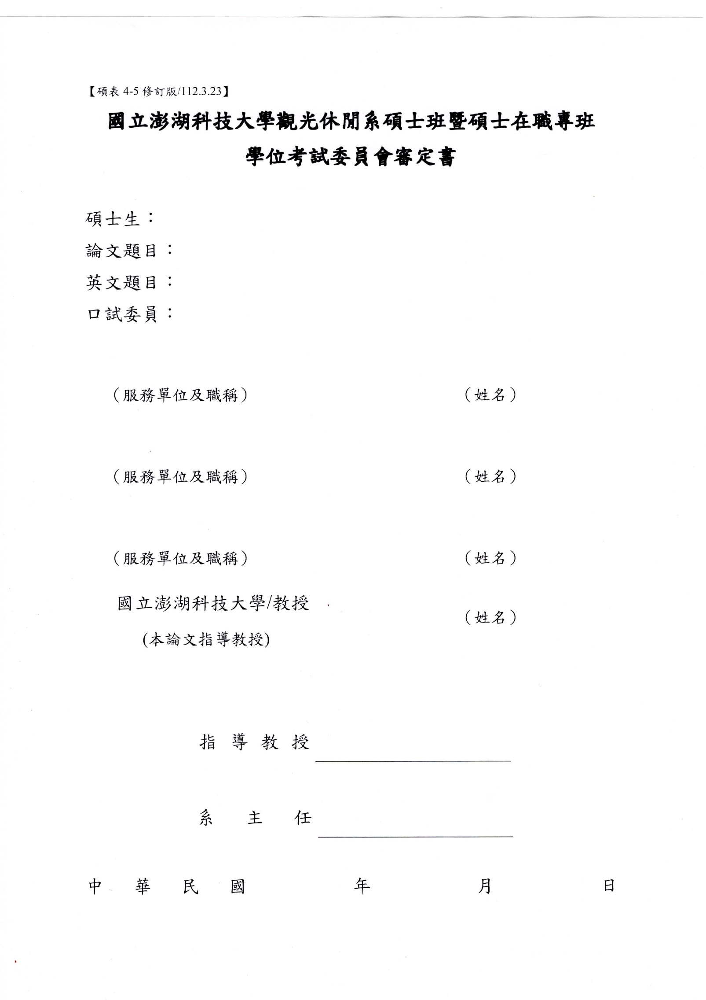 【碩表 4-5 修訂版/112.3.23】
國立澎湖科技大學觀光休閒系碩士班暨碩士在職專班
學位考試委員會審定書
碩士生：
論文題目：
英文題目：
口試委員：
（服務單位及職稱） （姓名）
（服務單位及職稱） （姓名）
（服務單位及職稱） （姓名）
國立澎湖科技大學/教授
（姓名）
(本論文指導教授)
指導教授
系主任
中華民國 年 月 日